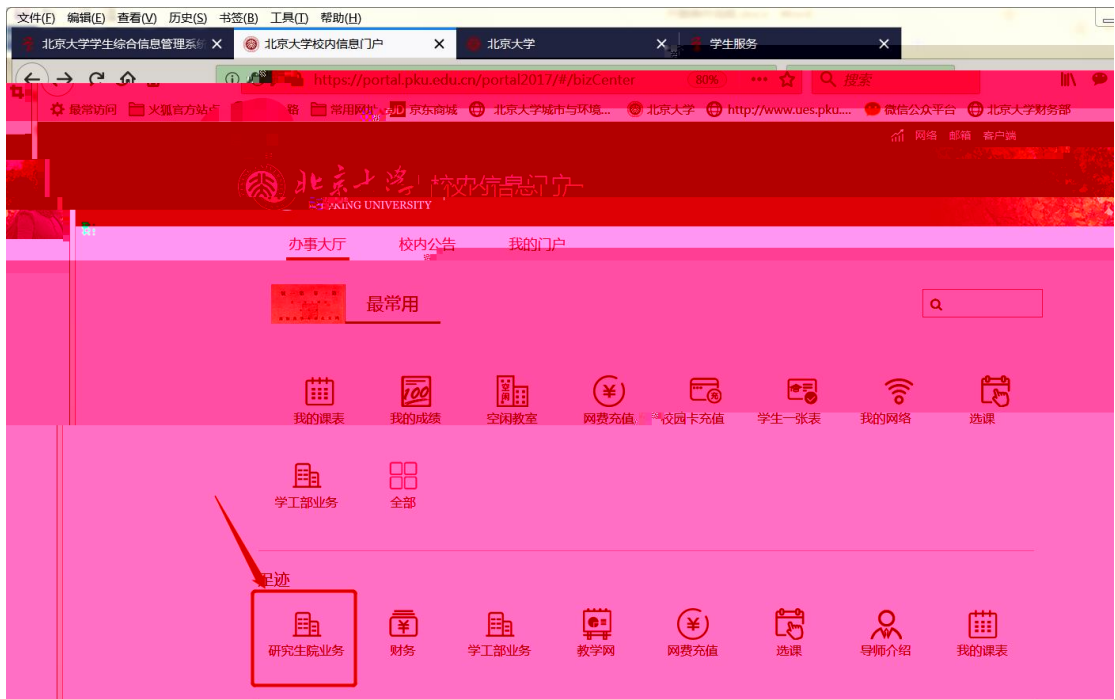 文件(F) 编辑(E) 查看(V) 历史(S) 书签(B) 工具(T) 帮助(H)
北京大学学生综合信息管理系统 北京大学校内信息门户 北京大学 学生服务
https://portal.pku.edu.cn/portal2017/#/bizCenter 80% 搜索
最常访问 火狐官方站点 常用网址 京东商城 北京大学城市与环境... 北京大学 http://www.ues.pku.... 微信公众平台 北京大学财务部
网络 邮箱 客户端
北京大学 校内信息门户
PEKING UNIVERSITY
办事大厅 校内公告 我的门户
最常用
我的课表 我的成绩 空闲教室 网费充值 校园卡充值 学生一张表 我的网络 选课
学工部业务 全部
足迹
研究生院业务 财务 学工部业务 教学网 网费充值 选课 导师介绍 我的课表